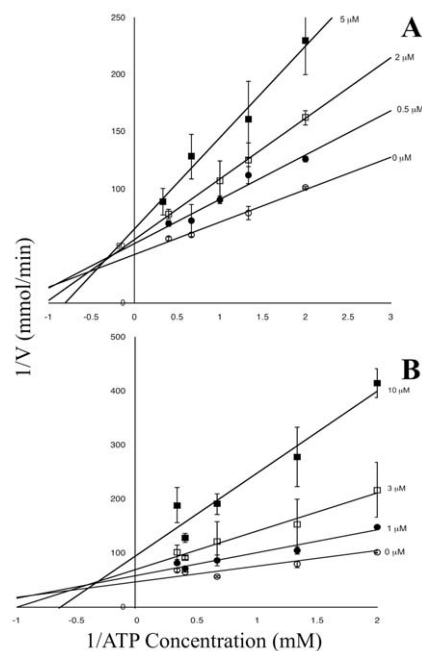 A
250
5 µM
2 µM
200
150
0.5 µM
0 µM
100
50
0
-1 -0.5 0 0.5 1 1.5 2 2.5 3
1/V (mmol/min)
B
500
400
10 µM
300
200
3 µM
1 µM
100
0 µM
0
-1 -0.5 0 0.5 1 1.5 2
1/ATP Concentration (mM)